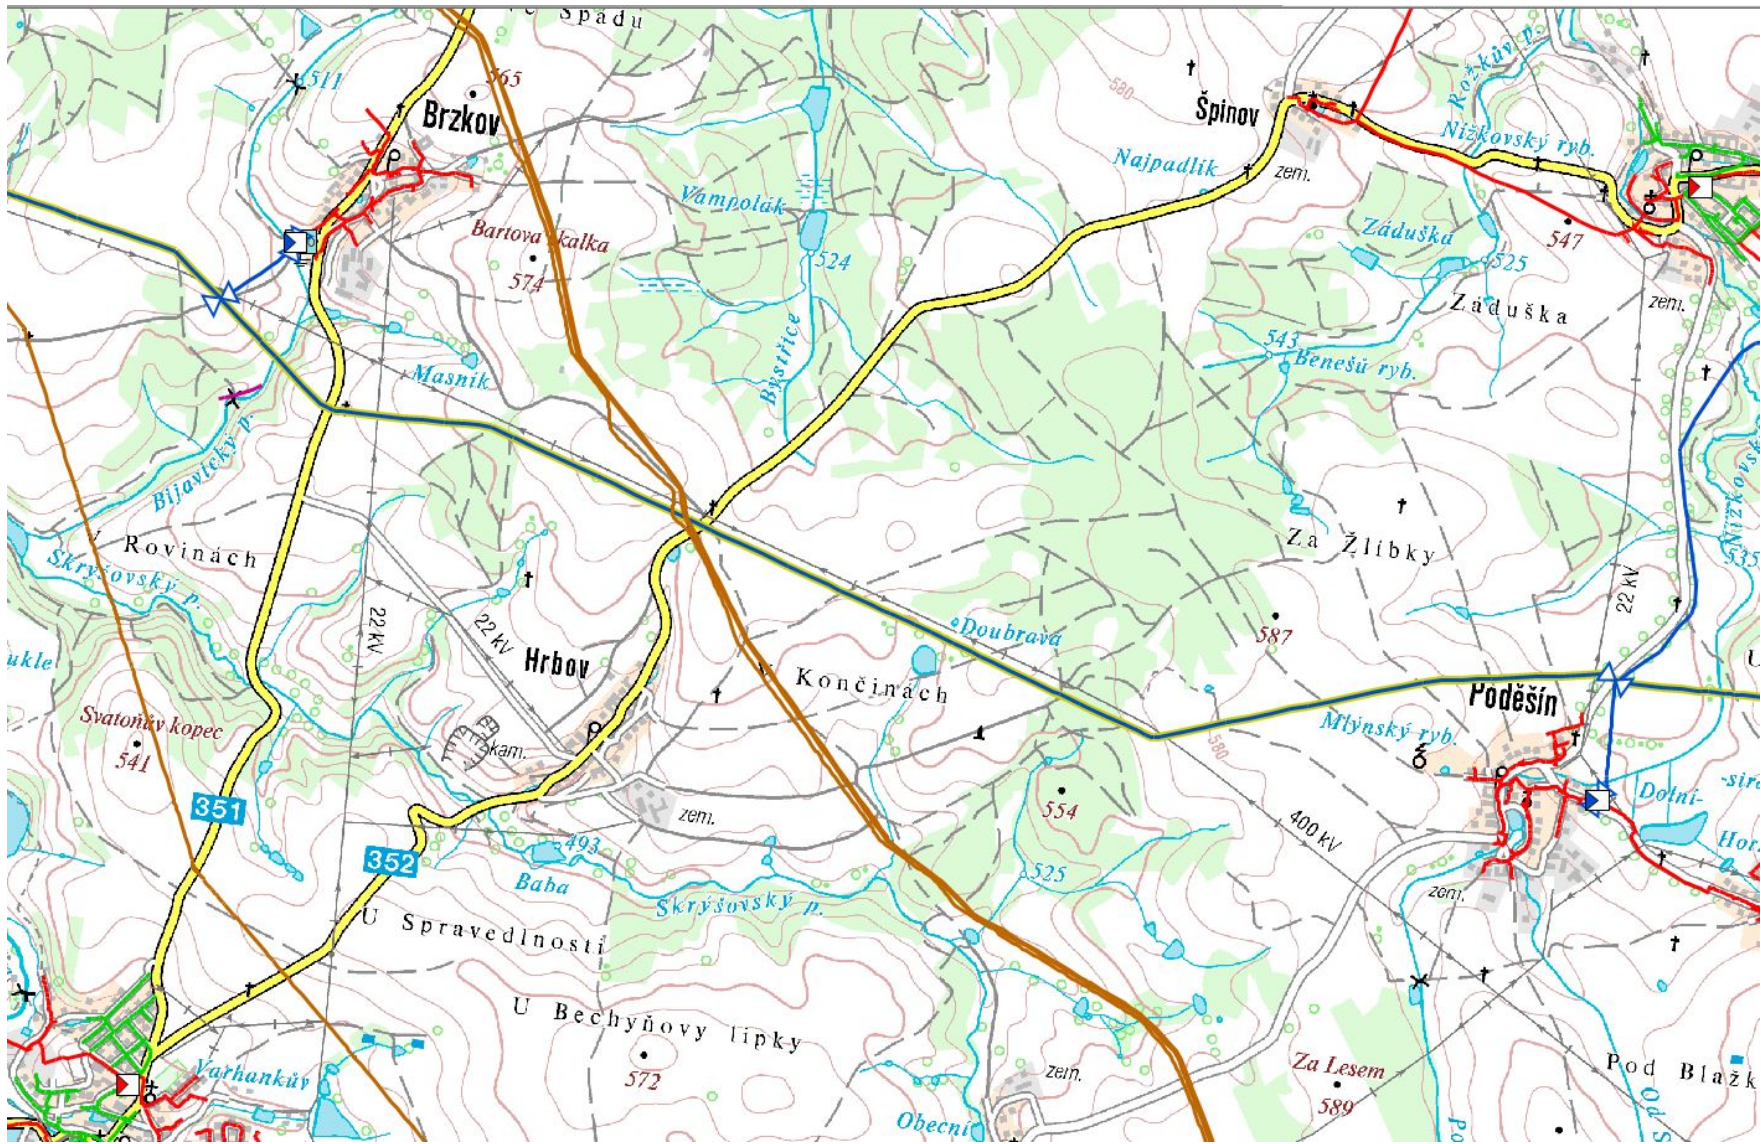 Spádu
565
511
Brzkov
580
Špinov
zem.
Najpadlík
Rožkův p.
Nížkovský ryb.
Vampolák
Bartova skalka
574
524
Záduška
525
547
Záduška
zem.
Bystřice
543
Benešů ryb.
Masník
Bijavický p.
V Rovinách
Skrýšovský p.
Za Žlíbky
535
22 kV
22 kV
22 kV
Hrbov
Doubrava
587
ukle
V Končinách
Poděšín
Svatoňův kopec
541
kam.
Mlýnský ryb.
580
351
zem.
554
400 kV
Dolní-
352
493
Baba
525
Skrýšovský p.
zem.
U Spravedlnosti
U Bechyňovy lípky
572
zem.
Za Lesem
589
Pod Blažk
Varhankův
Obecní